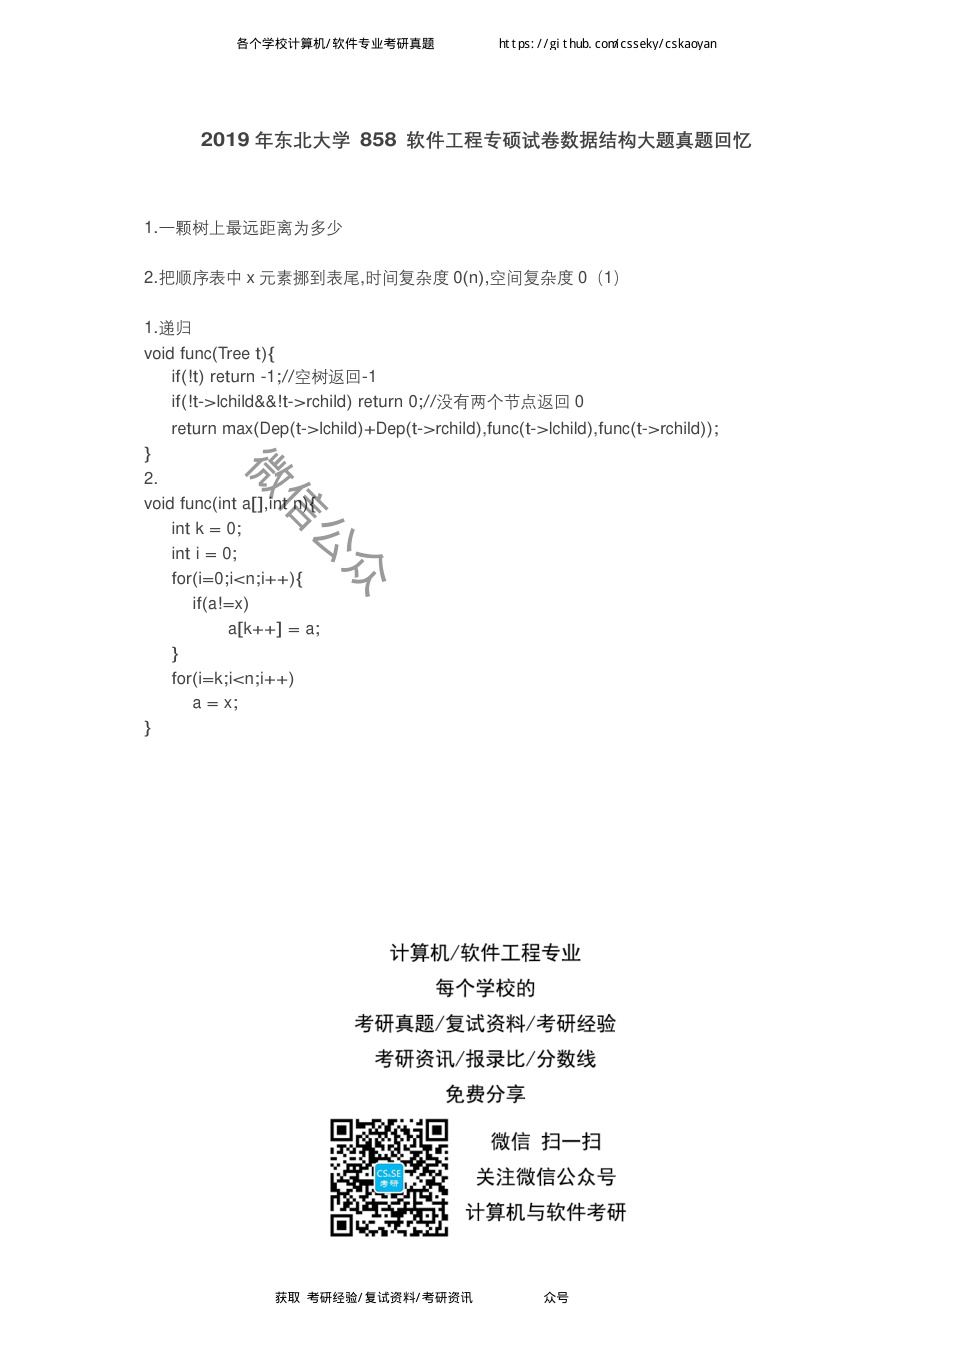 各个学校计算机/软件专业考研真题 https://github.com/csseky/cskaoyan
2019 年东北大学 858 软件工程专硕试卷数据结构大题真题回忆
1.一颗树上最远距离为多少
2.把顺序表中 x 元素挪到表尾,时间复杂度 0(n),空间复杂度 0（1）
1.递归
void func(Tree t){
if(!t) return -1;//空树返回-1
if(!t->lchild&&!t->rchild) return 0;//没有两个节点返回 0
return max(Dep(t->lchild)+Dep(t->rchild),func(t->lchild),func(t->rchild));
}
2.
void func(int a[],int n){
int k = 0;
int i = 0;
for(i=0;i<n;i++){
if(a!=x)
a[k++] = a;
}
for(i=k;i<n;i++)
a = x;
}
微信公众
计算机/软件工程专业
每个学校的
考研真题/复试资料/考研经验
考研资讯/报录比/分数线
免费分享
CS&SE
考研
微信 扫一扫
关注微信公众号
计算机与软件考研
获取 考研经验/复试资料/考研资讯 众号